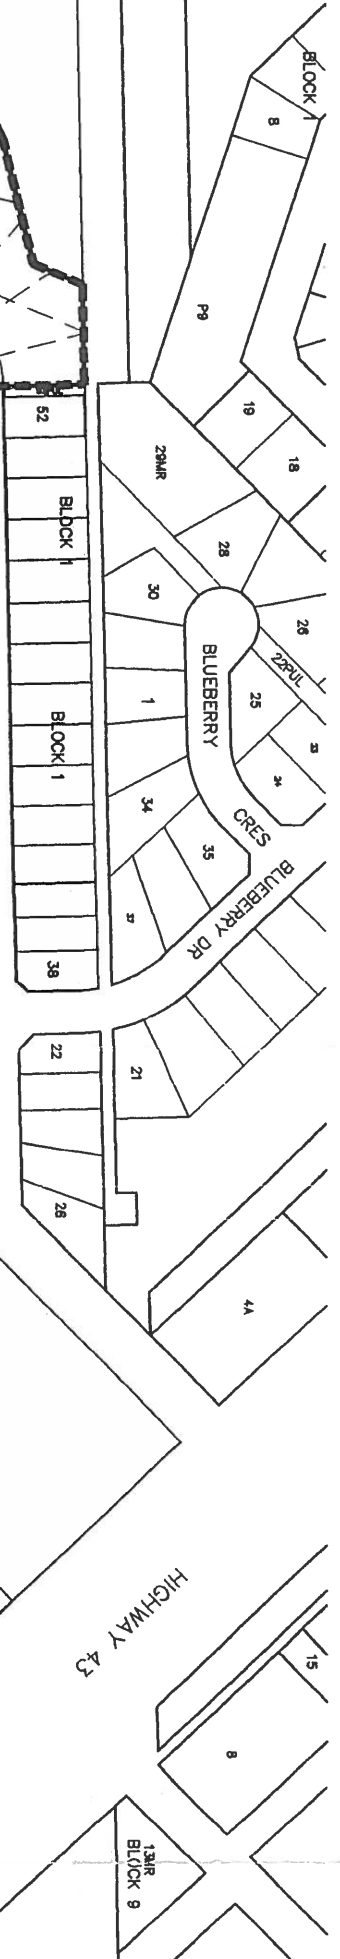 BLOCK 1
8
P9
19
18
52
29MR
28
BLOCK 1
30
26
22PUL
BLUEBERRY
1
25
BLOCK 1
23
24
34
CRES
35
37
BLUEBERRY DR
38
22
21
26
4A
HIGHWAY 43
15
8
13MR
BLOCK 9